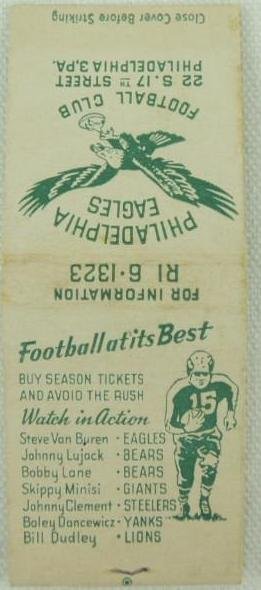 Close Cover Before Striking
PHILADELPHIA 3, PA.
22 S. 17TH STREET
FOOTBALL CLUB
EAGLES
PHILADELPHIA
RI 6-1323
FOR INFORMATION
Football at its Best
BUY SEASON TICKETS
AND AVOID THE RUSH
Watch in Action
15
Steve Van Buren · EAGLES
Johnny Lujack · BEARS
Bobby Lane · BEARS
Skippy Minisi · GIANTS
Johnny Clement · STEELERS
Boley Dancewicz · YANKS
Bill Dudley · LIONS